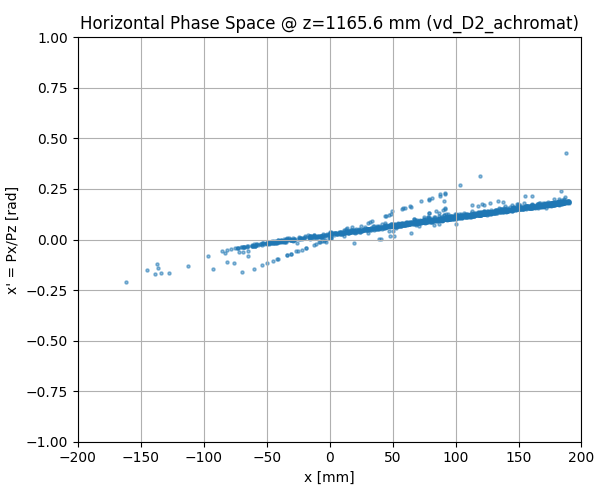 Horizontal Phase Space @ z=1165.6 mm (vd_D2_achromat)
1.00
0.75
0.50
0.25
0.00
−0.25
−0.50
−0.75
−1.00
x' = Px/Pz [rad]
−200 −150 −100 −50 0 50 100 150 200
x [mm]